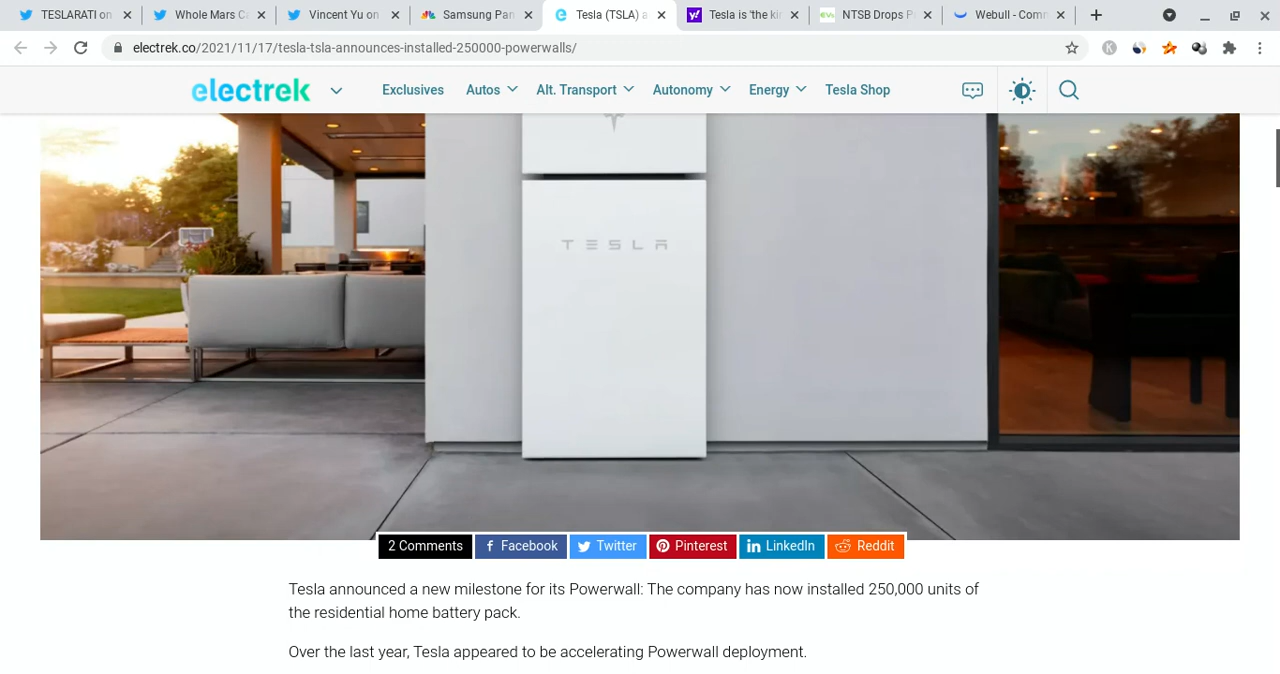 TESLARATI on
Whole Mars Ca
Vincent Yu on
Samsung Pan
Tesla (TSLA) a
Tesla is 'the kin
NTSB Drops P
Webull - Comm
electrek.co/2021/11/17/tesla-tsla-announces-installed-250000-powerwalls/
electrek
Exclusives Autos Alt. Transport Autonomy Energy Tesla Shop
TESLA
2 Comments Facebook Twitter Pinterest LinkedIn Reddit
Tesla announced a new milestone for its Powerwall: The company has now installed 250,000 units of
the residential home battery pack.
Over the last year, Tesla appeared to be accelerating Powerwall deployment.